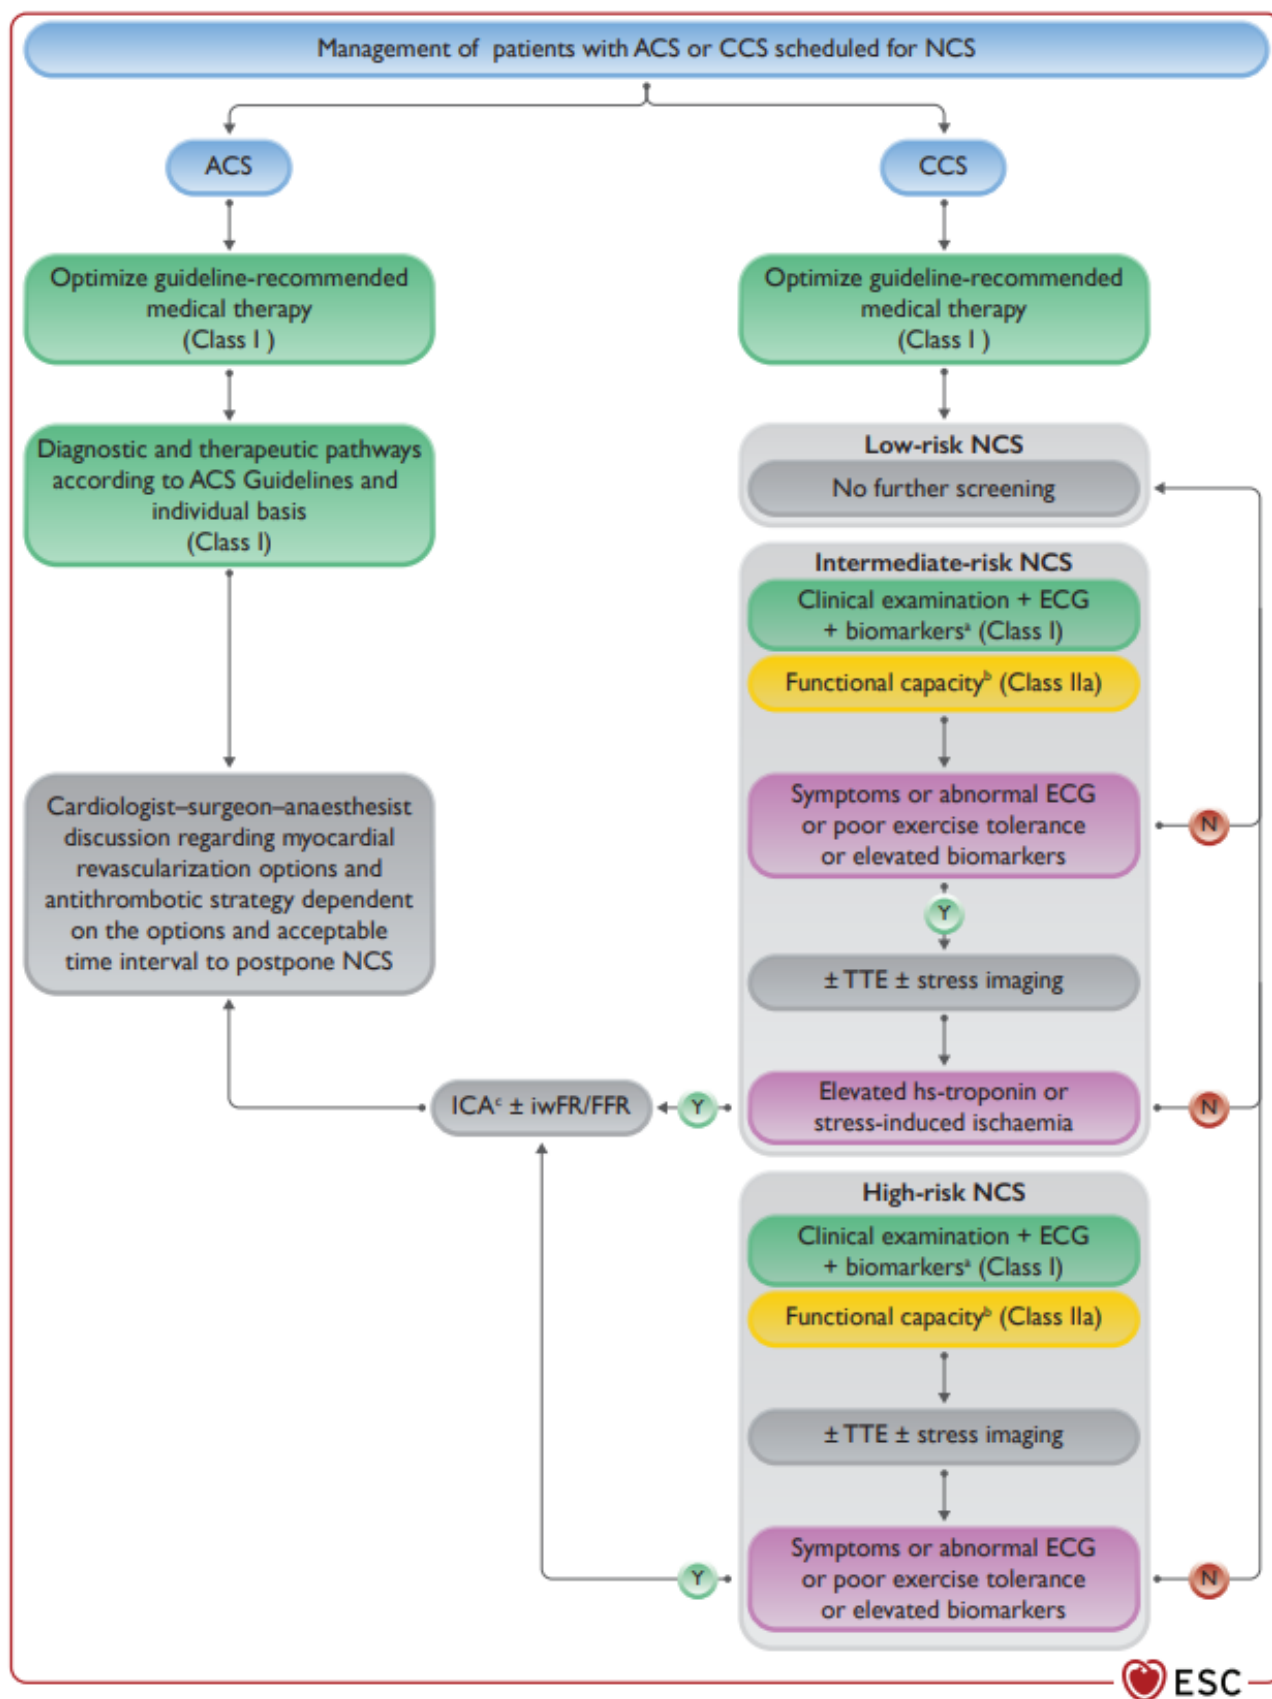 Management of patients with ACS or CCS scheduled for NCS
ACS
CCS
Optimize guideline-recommended
medical therapy
(Class I )
Optimize guideline-recommended
medical therapy
(Class I )
Diagnostic and therapeutic pathways
according to ACS Guidelines and
individual basis
(Class I)
Low-risk NCS
No further screening
Intermediate-risk NCS
Clinical examination + ECG
+ biomarkersᵃ (Class I)
Functional capacityᵇ (Class IIa)
Cardiologist–surgeon–anaesthesist
discussion regarding myocardial
revascularization options and
antithrombotic strategy dependent
on the options and acceptable
time interval to postpone NCS
Symptoms or abnormal ECG
or poor exercise tolerance
or elevated biomarkers
N
Y
± TTE ± stress imaging
Elevated hs-troponin or
stress-induced ischaemia
N
Y
ICAᶜ ± iwFR/FFR
High-risk NCS
Clinical examination + ECG
+ biomarkersᵃ (Class I)
Functional capacityᵇ (Class IIa)
± TTE ± stress imaging
Symptoms or abnormal ECG
or poor exercise tolerance
or elevated biomarkers
Y
N
ESC